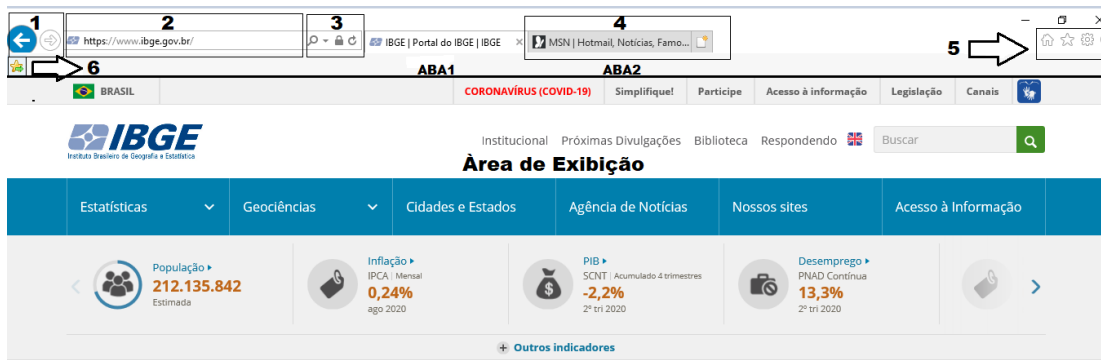 1 2 3 4
https://www.ibge.gov.br/ IBGE | Portal do IBGE | IBGE MSN | Hotmail, Notícias, Famo...
5
6 ABA1 ABA2
BRASIL CORONAVÍRUS (COVID-19) Simplifique! Participe Acesso à informação Legislação Canais
IBGE
Instituto Brasileiro de Geografia e Estatística
Institucional Próximas Divulgações Biblioteca Respondendo Buscar
Àrea de Exibição
Estatísticas Geociências Cidades e Estados Agência de Notícias Nossos sites Acesso à Informação
População
212.135.842
Estimada
Inflação
IPCA | Mensal
0,24%
ago 2020
PIB
SCNT | Acumulado 4 trimestres
-2,2%
2º tri 2020
Desemprego
PNAD Contínua
13,3%
2º tri 2020
Outros indicadores